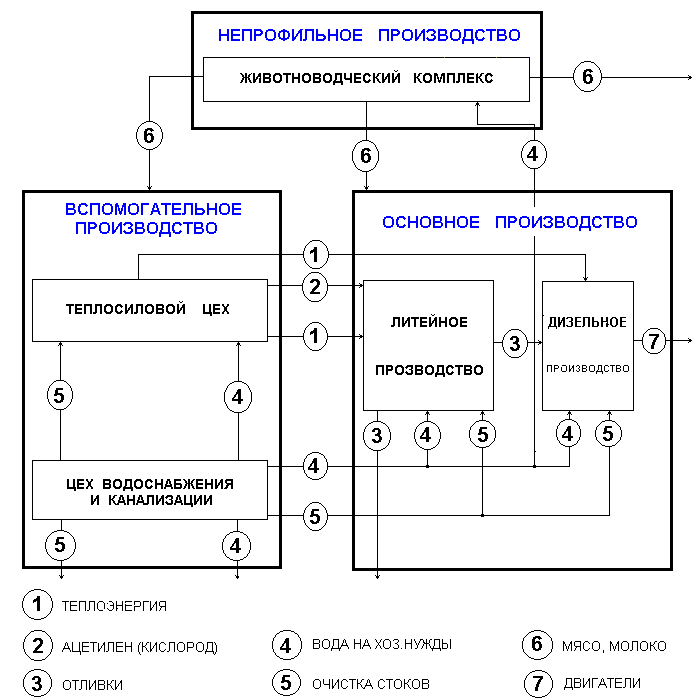 НЕПРОФИЛЬНОЕ ПРОИЗВОДСТВО
ЖИВОТНОВОДЧЕСКИЙ КОМПЛЕКС
6
6
6
4
ВСПОМОГАТЕЛЬНОЕ
ПРОИЗВОДСТВО
ОСНОВНОЕ ПРОИЗВОДСТВО
1
2
ТЕПЛОСИЛОВОЙ ЦЕХ
1
ЛИТЕЙНОЕ
ПРОЗВОДСТВО
3
ДИЗЕЛЬНОЕ
ПРОИЗВОДСТВО
7
5
4
3
4
5
4
5
ЦЕХ ВОДОСНАБЖЕНИЯ
И КАНАЛИЗАЦИИ
4
5
5
4
1 ТЕПЛОЭНЕРГИЯ
2 АЦЕТИЛЕН (КИСЛОРОД)
3 ОТЛИВКИ
4 ВОДА НА ХОЗ.НУЖДЫ
5 ОЧИСТКА СТОКОВ
6 МЯСО, МОЛОКО
7 ДВИГАТЕЛИ